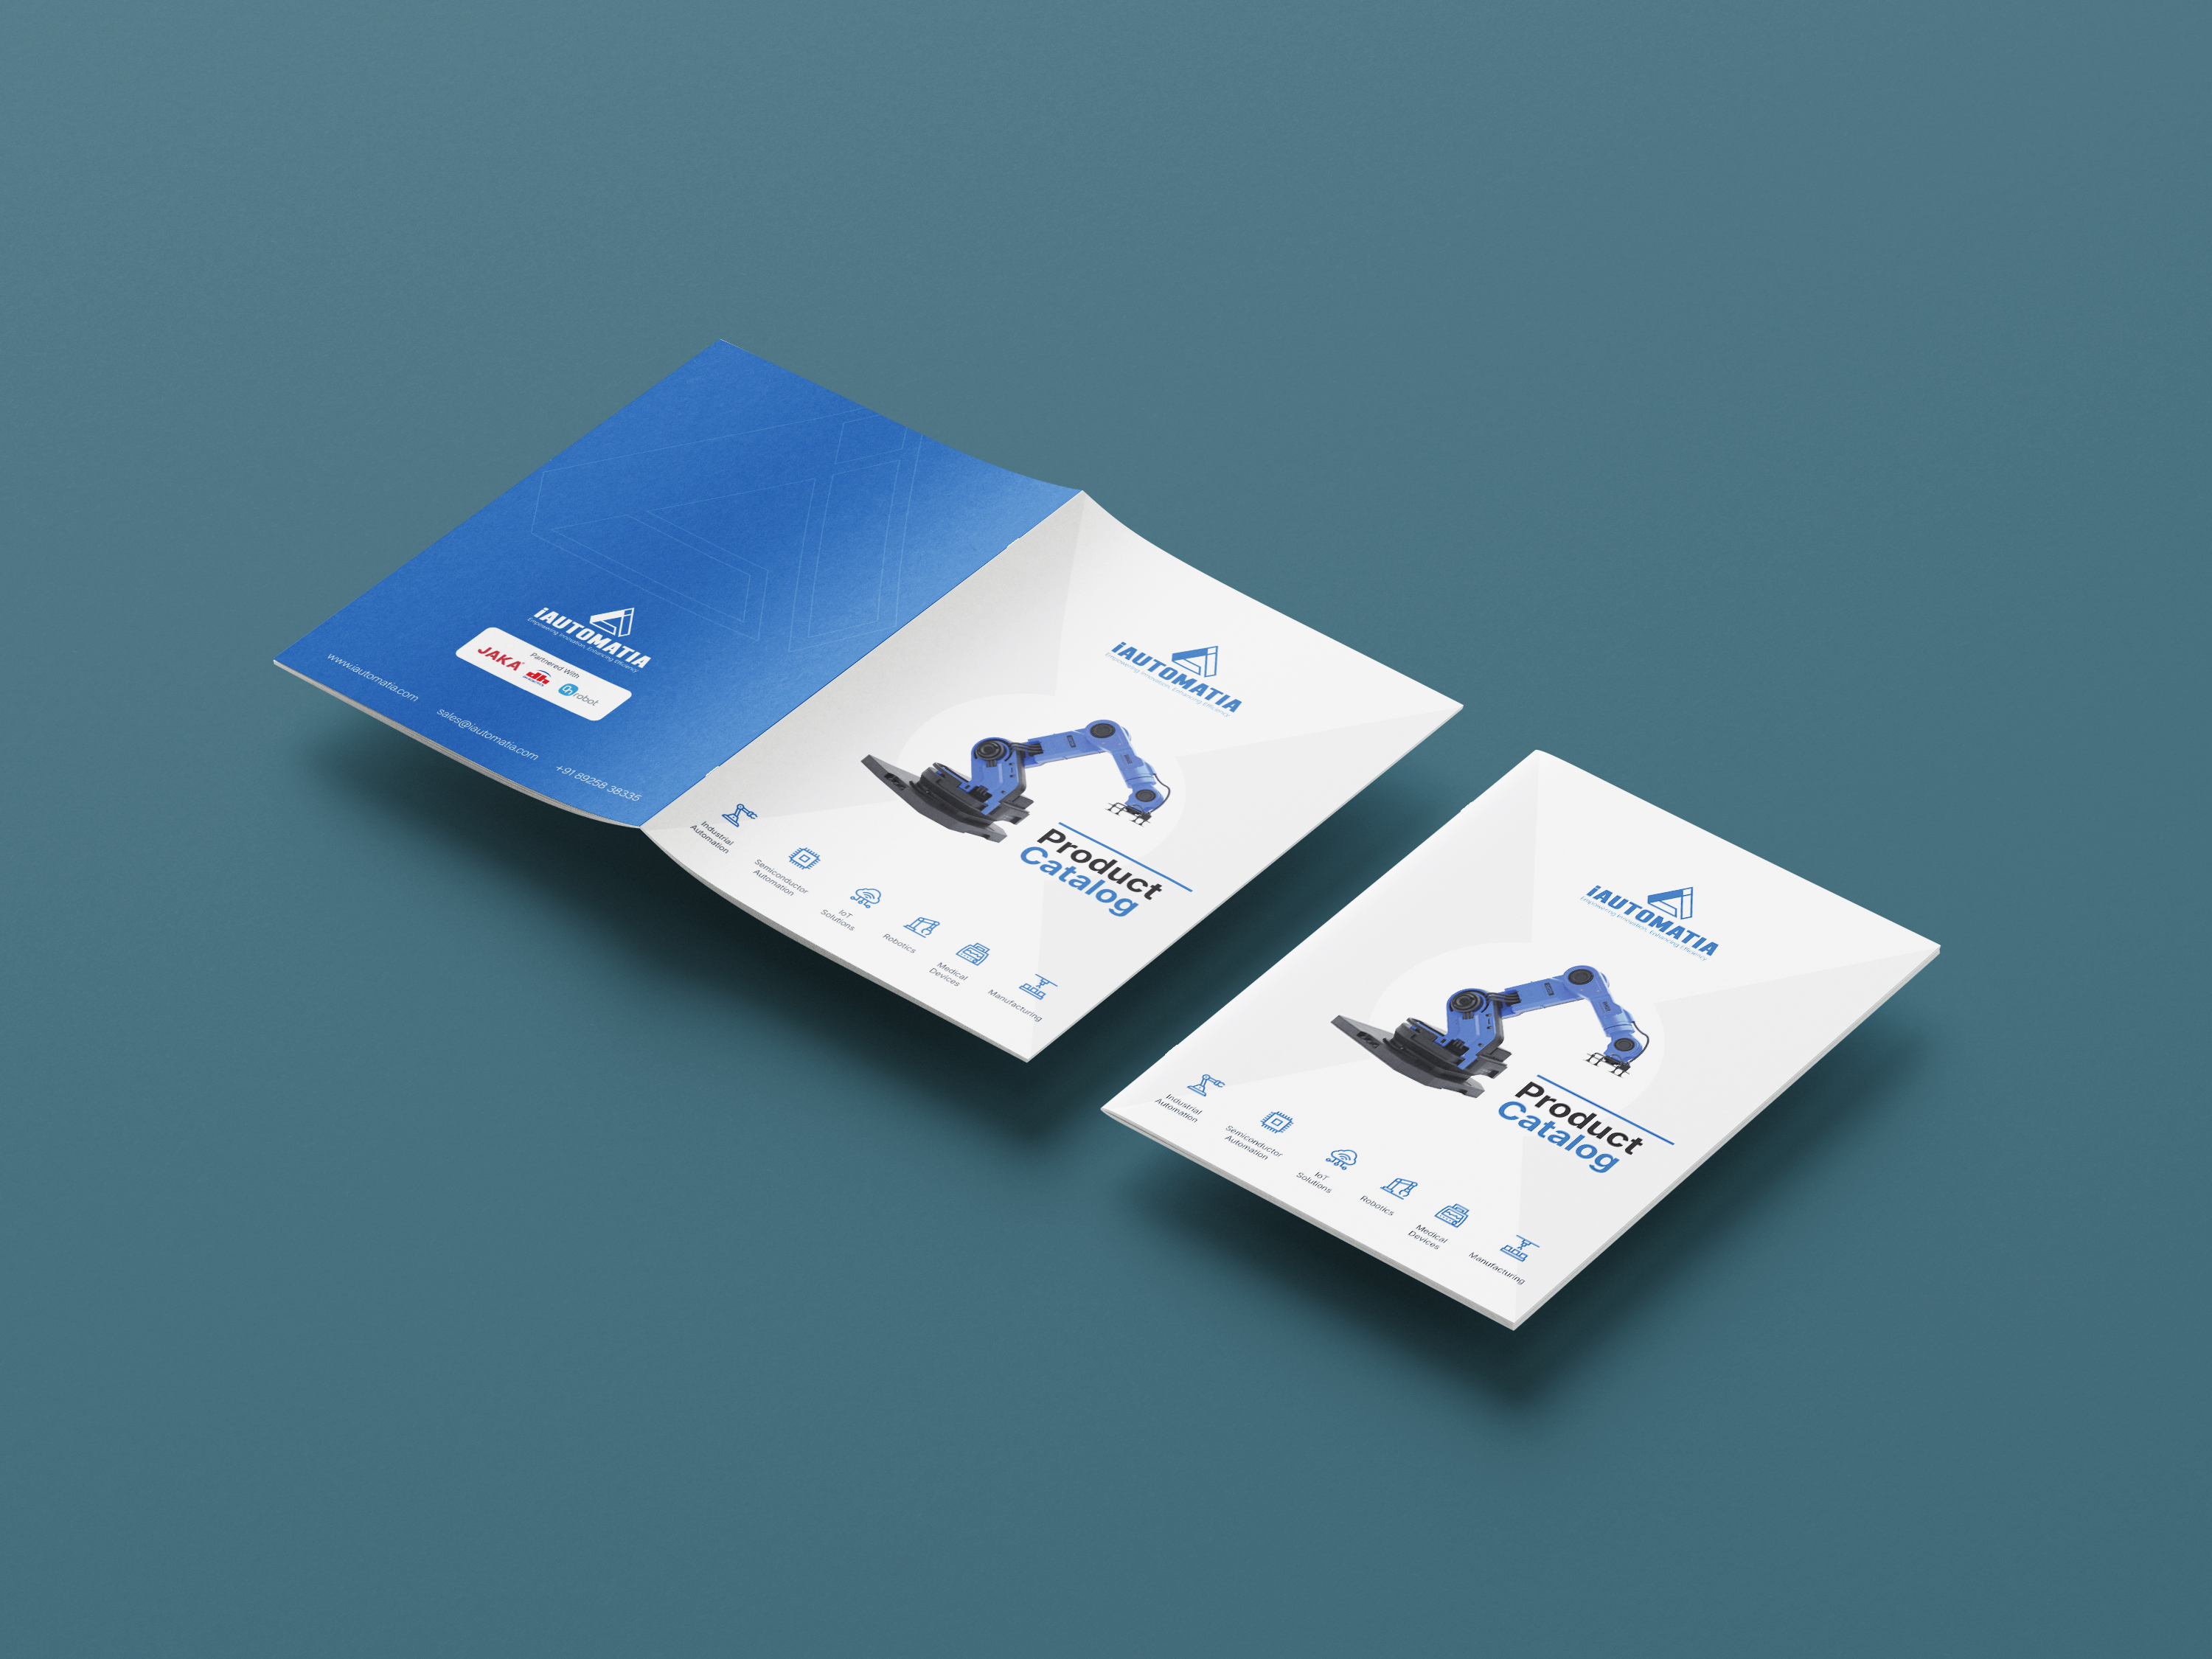 iAUTOMATIA
Empowering Innovation, Enhancing Efficiency
Partnered With
JAKA
dh
On robot
www.iautomatia.com
sales@iautomatia.com
+91 89258 38335
iAUTOMATIA
Empowering Innovation, Enhancing Efficiency
Product
Catalog
Industrial
Automation
Semiconductor
Automation
IoT
Solutions
Robotics
Medical
Devices
Manufacturing
iAUTOMATIA
Empowering Innovation, Enhancing Efficiency
Product
Catalog
Industrial
Automation
Semiconductor
Automation
IoT
Solutions
Robotics
Medical
Devices
Manufacturing